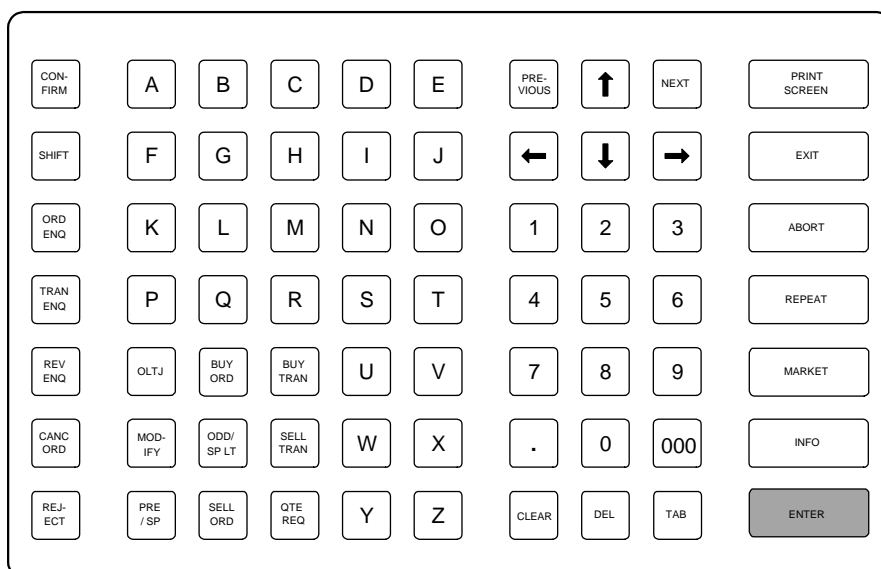 CON-
FIRM
A
B
C
D
E
PRE-
VIOUS
NEXT
PRINT
SCREEN
SHIFT
F
G
H
I
J
EXIT
ORD
ENQ
K
L
M
N
O
1
2
3
ABORT
TRAN
ENQ
P
Q
R
S
T
4
5
6
REPEAT
REV
ENQ
OLTJ
BUY
ORD
BUY
TRAN
U
V
7
8
9
MARKET
CANC
ORD
MOD-
IFY
ODD/
SP LT
SELL
TRAN
W
X
.
0
000
INFO
REJ-
ECT
PRE
/ SP
SELL
ORD
QTE
REQ
Y
Z
CLEAR
DEL
TAB
ENTER